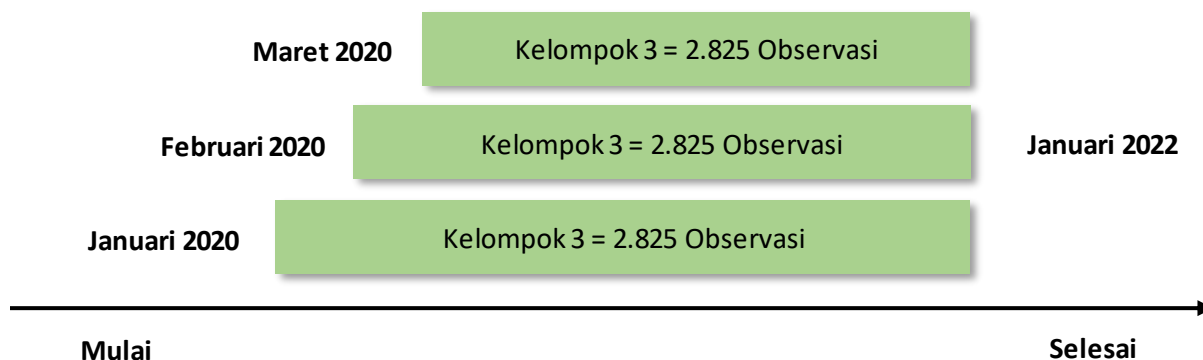 Maret 2020
Kelompok 3 = 2.825 Observasi
Februari 2020
Kelompok 3 = 2.825 Observasi
Januari 2022
Januari 2020
Kelompok 3 = 2.825 Observasi
Mulai
Selesai